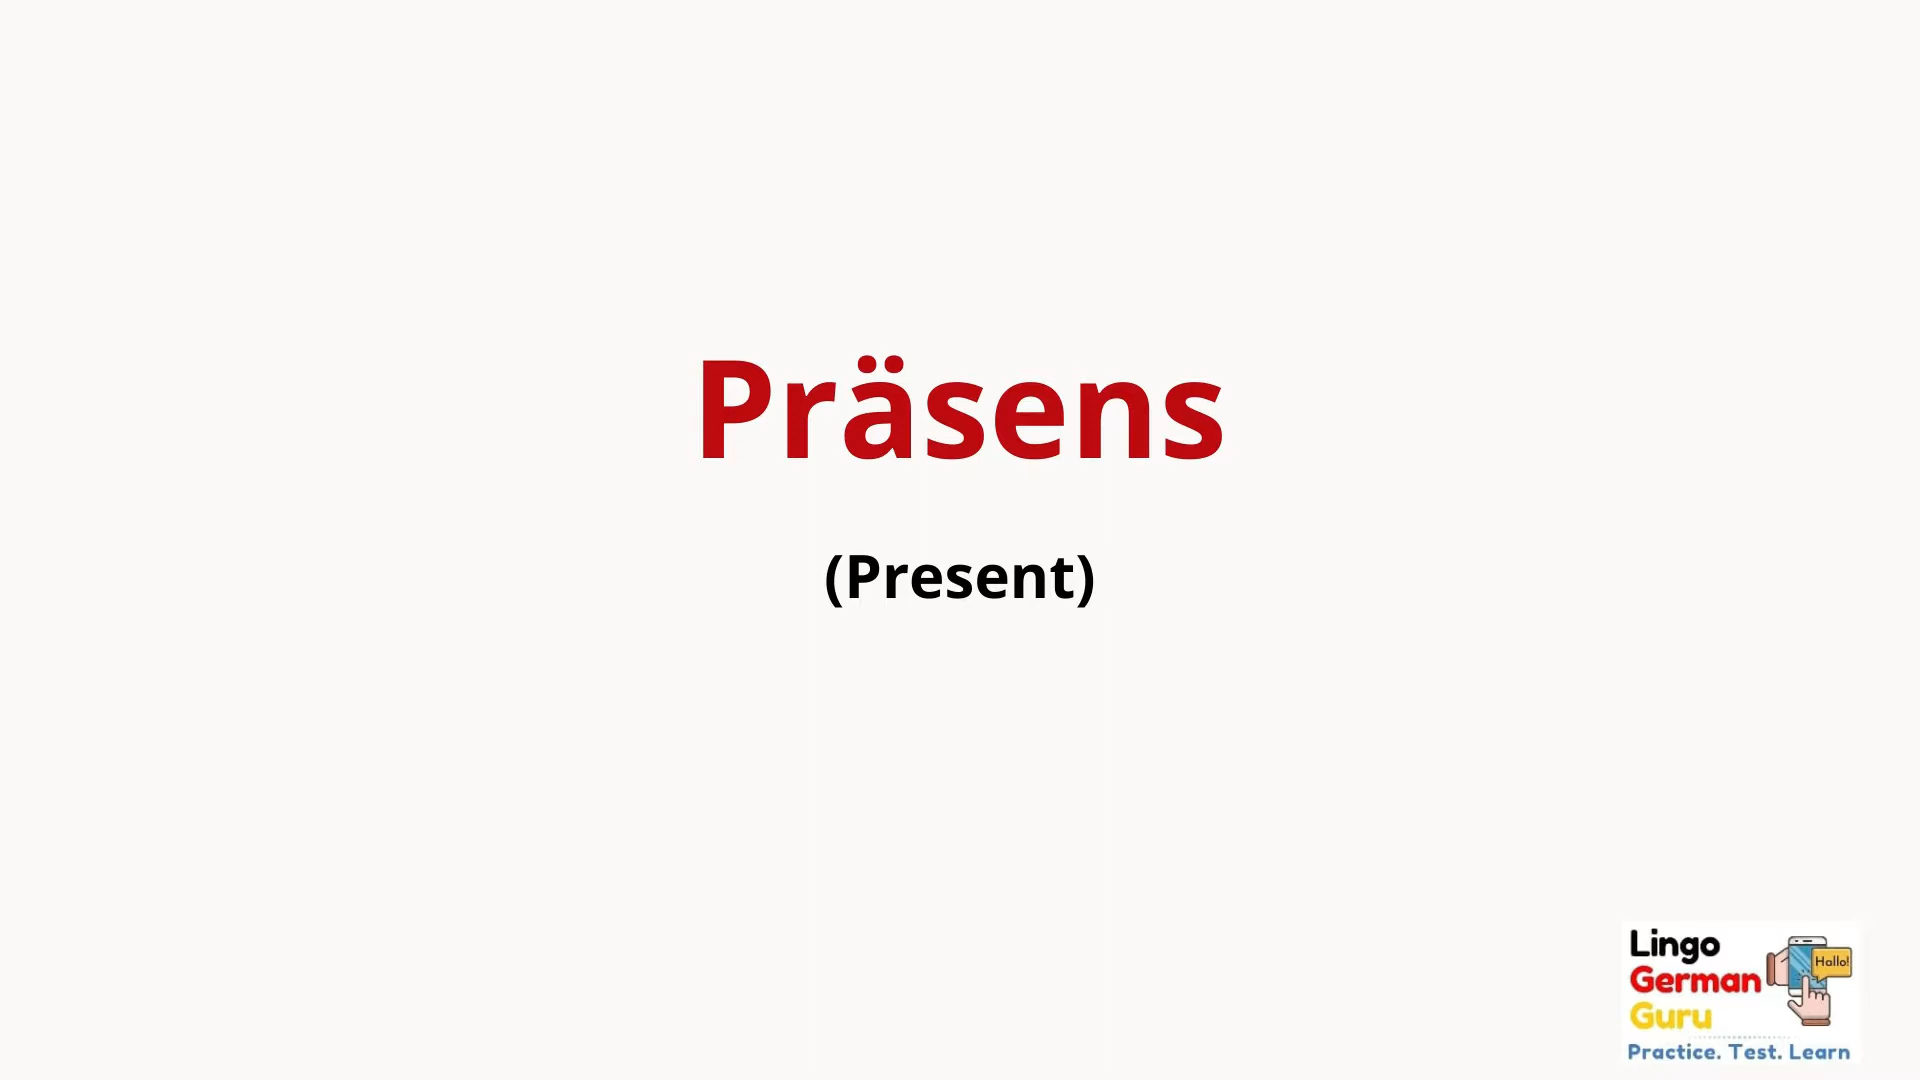 Präsens
(Present)
Lingo
German
Guru
Hallo!
Practice. Test. Learn